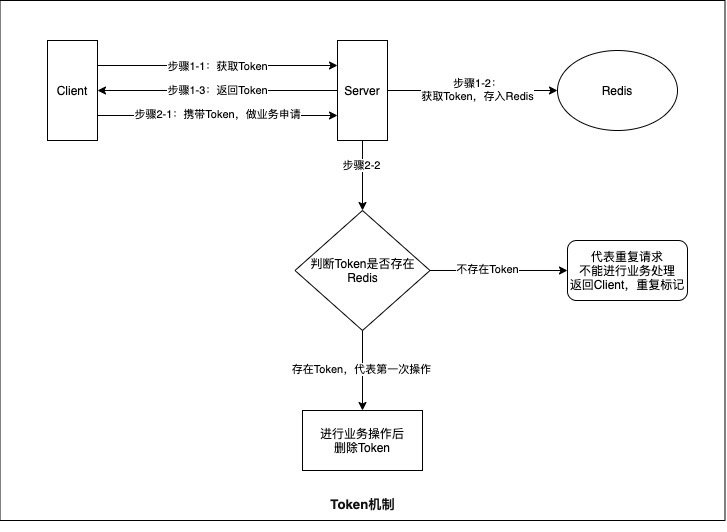 Client
步骤1-1：获取Token
步骤1-3：返回Token
步骤2-1：携带Token，做业务申请
Server
步骤1-2：
获取Token，存入Redis
Redis
步骤2-2
判断Token是否存在
Redis
不存在Token
代表重复请求
不能进行业务处理
返回Client，重复标记
存在Token，代表第一次操作
进行业务操作后
删除Token
Token机制